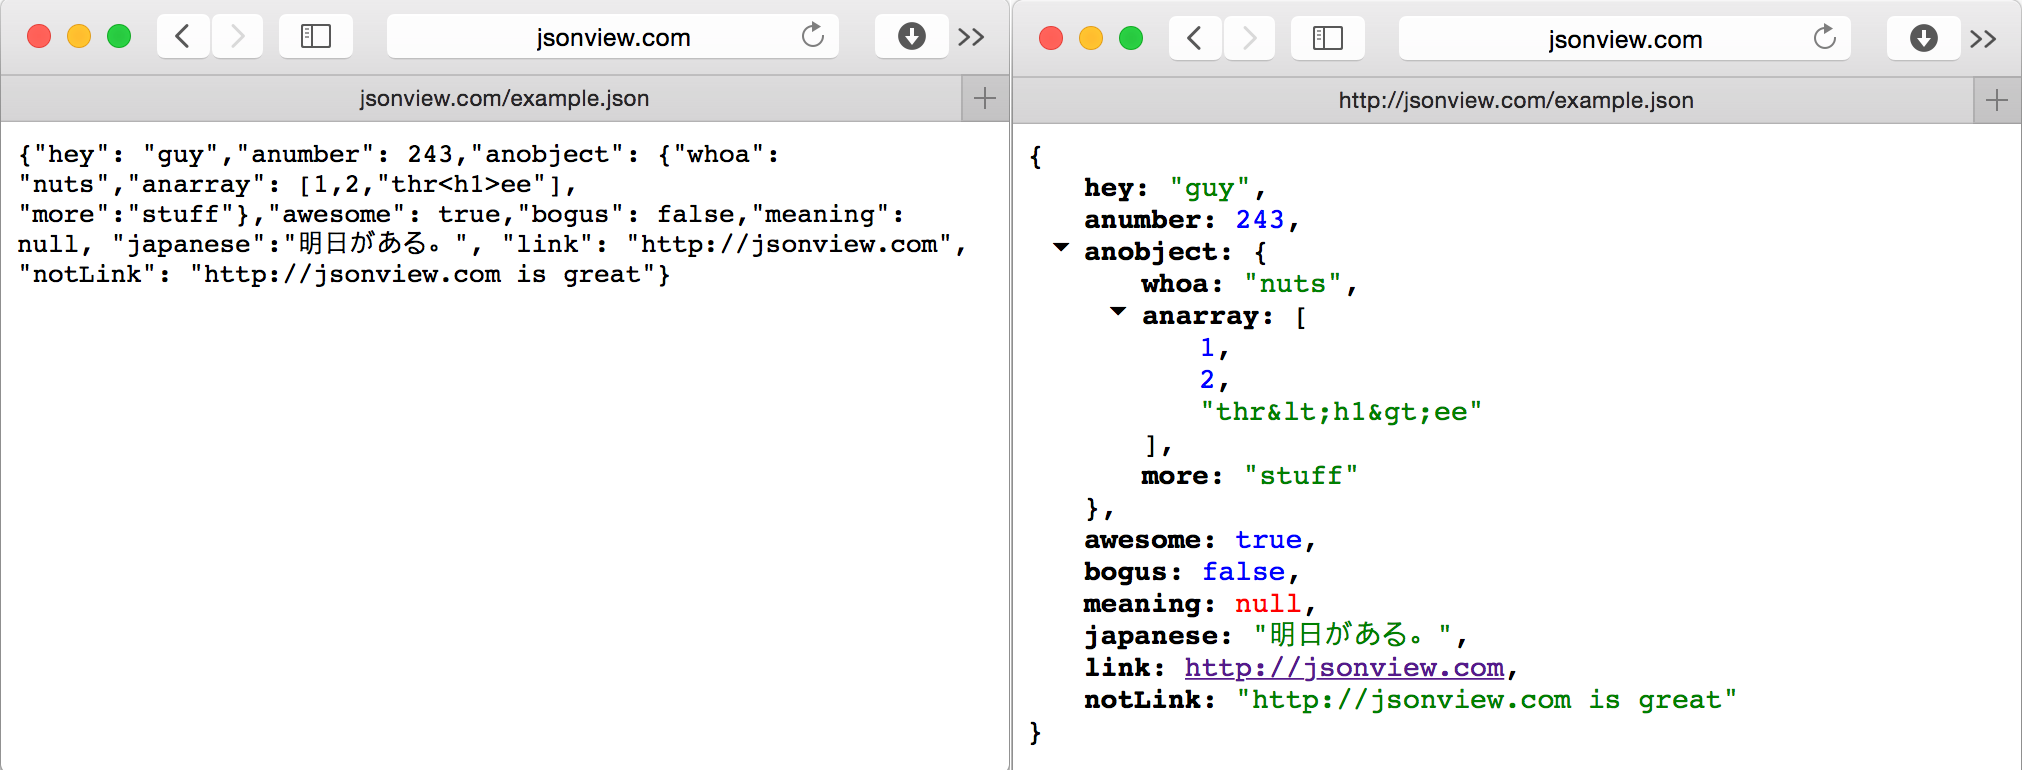 jsonview.com
jsonview.com/example.json
{"hey": "guy","anumber": 243,"anobject": {"whoa":
"nuts","anarray": [1,2,"thr<h1>ee"],
"more":"stuff"},"awesome": true,"bogus": false,"meaning":
null, "japanese":"明日がある。", "link": "http://jsonview.com",
"notLink": "http://jsonview.com is great"}
jsonview.com
http://jsonview.com/example.json
{
hey: "guy",
anumber: 243,
anobject: {
whoa: "nuts",
anarray: [
1,
2,
"thr&lt;h1&gt;ee"
],
more: "stuff"
},
awesome: true,
bogus: false,
meaning: null,
japanese: "明日がある。",
link: http://jsonview.com,
notLink: "http://jsonview.com is great"
}